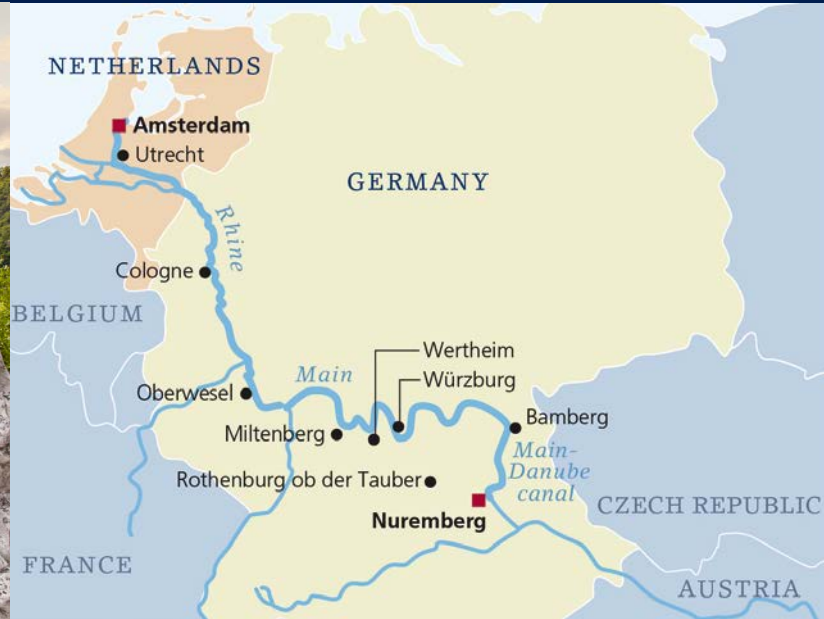 NETHERLANDS
Amsterdam
Utrecht
GERMANY
Rhine
Cologne
BELGIUM
Wertheim
Main
Würzburg
Oberwesel
Bamberg
Miltenberg
Main-
Danube
canal
Rothenburg ob der Tauber
CZECH REPUBLIC
Nuremberg
FRANCE
AUSTRIA